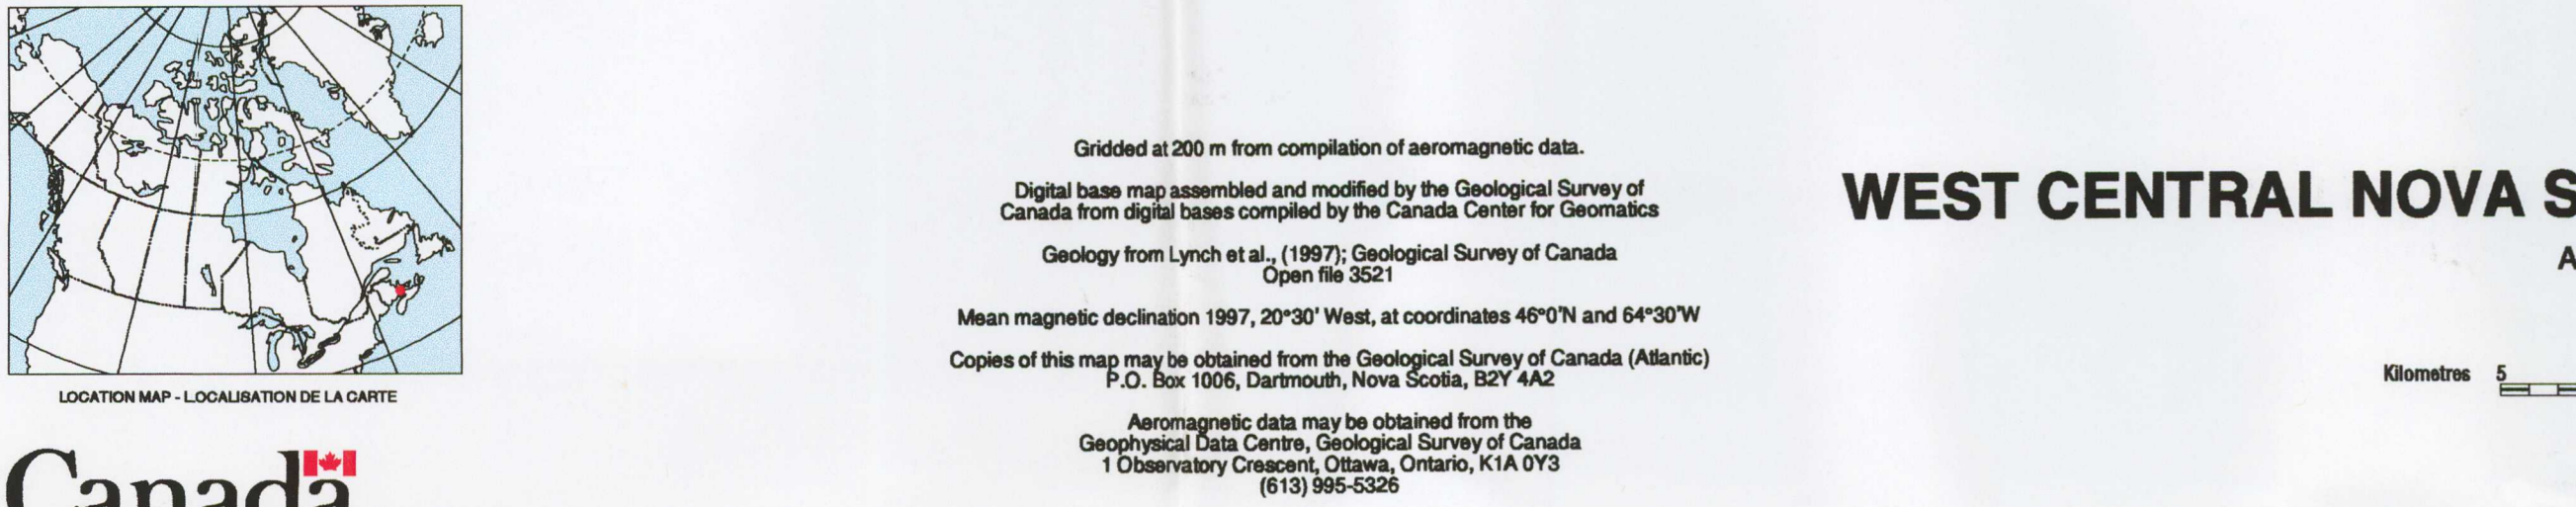 LOCATION MAP - LOCALISATION DE LA CARTE
Canada
Gridded at 200 m from compilation of aeromagnetic data.
Digital base map assembled and modified by the Geological Survey of
Canada from digital bases compiled by the Canada Center for Geomatics
Geology from Lynch et al., (1997); Geological Survey of Canada
Open file 3521
Mean magnetic declination 1997, 20°30' West, at coordinates 46°0'N and 64°30'W
Copies of this map may be obtained from the Geological Survey of Canada (Atlantic)
P.O. Box 1006, Dartmouth, Nova Scotia, B2Y 4A2
Aeromagnetic data may be obtained from the
Geophysical Data Centre, Geological Survey of Canada
1 Observatory Crescent, Ottawa, Ontario, K1A 0Y3
(613) 995-5326
WEST CENTRAL NOVA S
A
Kilometres 5